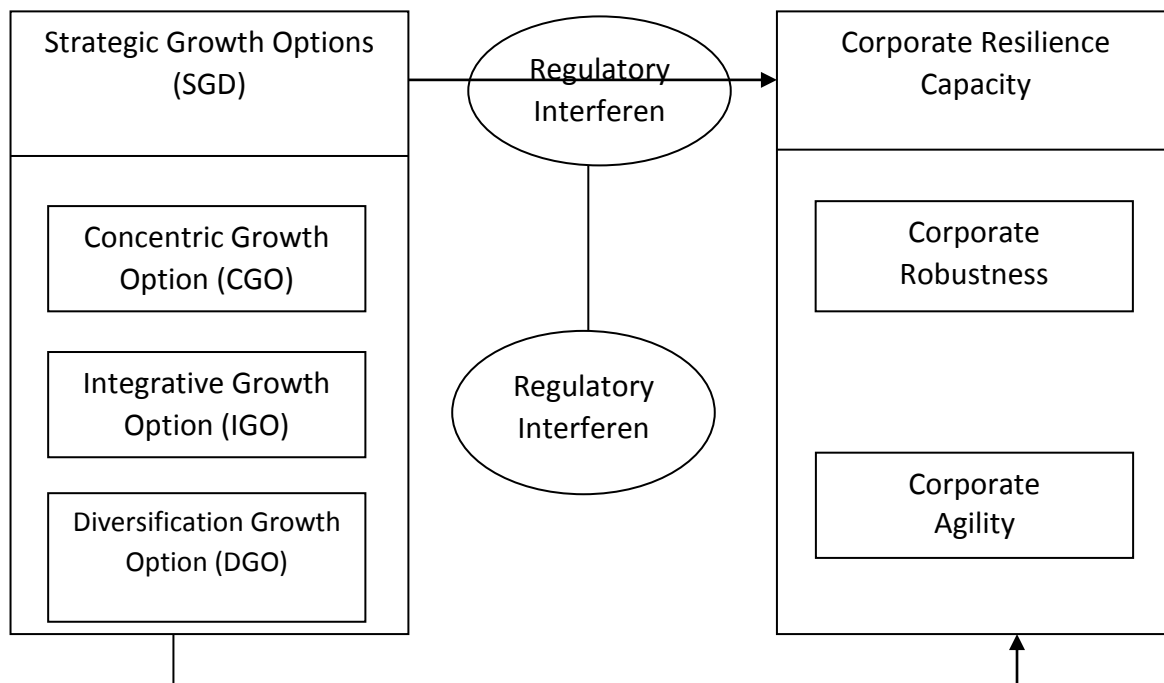 Strategic Growth Options
(SGD)
Concentric Growth
Option (CGO)
Integrative Growth
Option (IGO)
Diversification Growth
Option (DGO)
Regulatory
Interferen
Regulatory
Interferen
Corporate Resilience
Capacity
Corporate
Robustness
Corporate
Agility